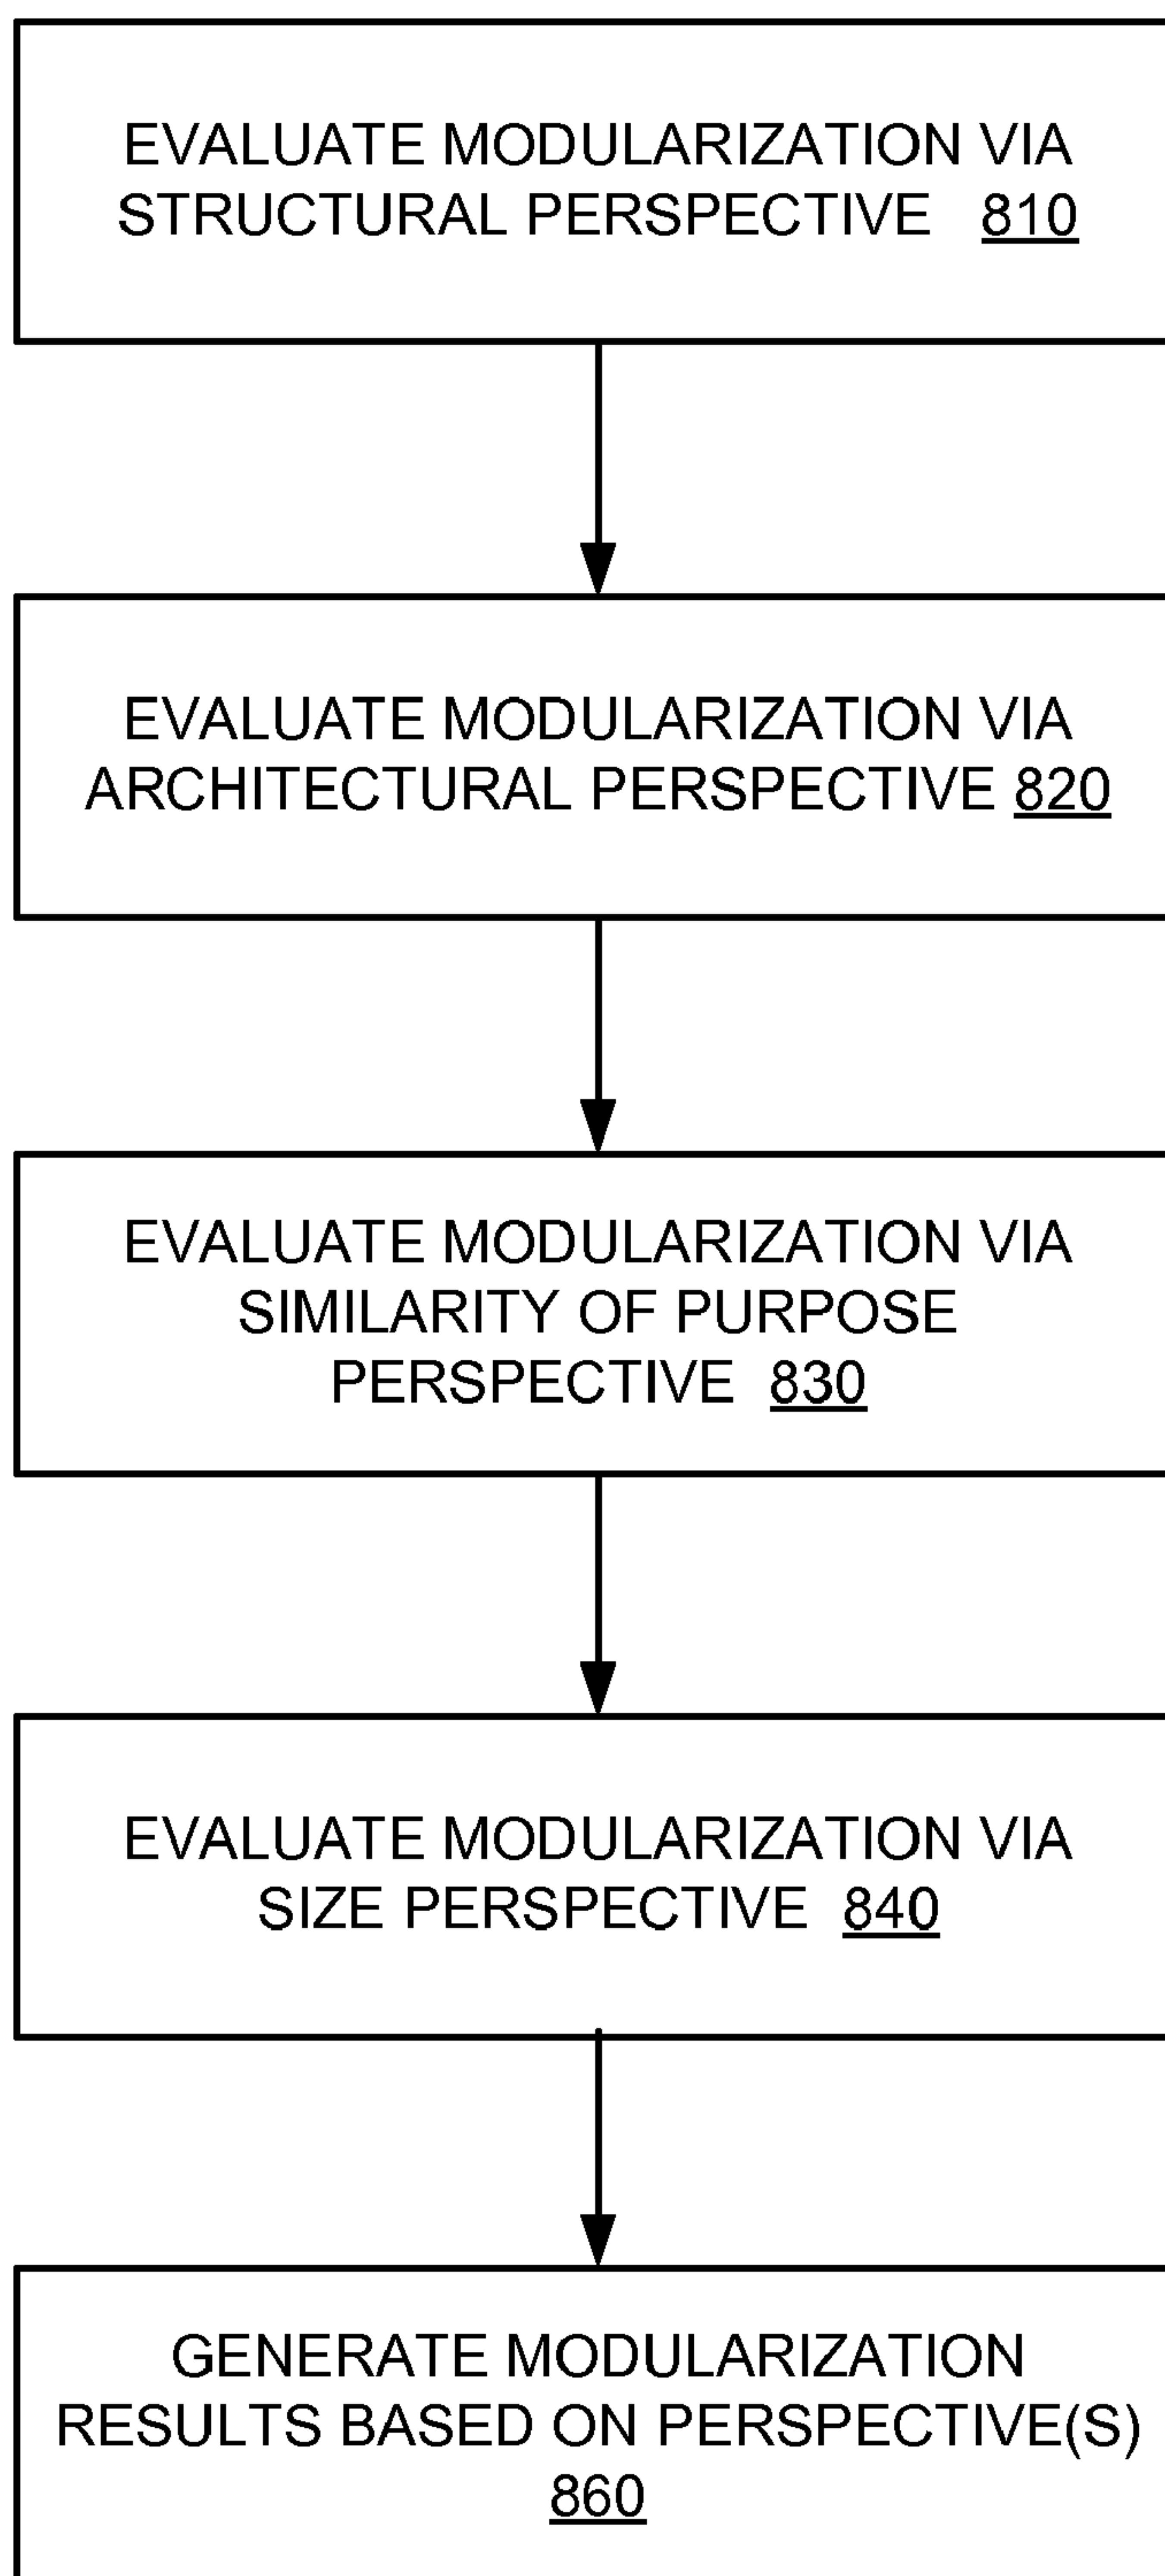 EVALUATE MODULARIZATION VIA
STRUCTURAL PERSPECTIVE 810
EVALUATE MODULARIZATION VIA
ARCHITECTURAL PERSPECTIVE 820
EVALUATE MODULARIZATION VIA
SIMILARITY OF PURPOSE
PERSPECTIVE 830
EVALUATE MODULARIZATION VIA
SIZE PERSPECTIVE 840
GENERATE MODULARIZATION
RESULTS BASED ON PERSPECTIVE(S)
860